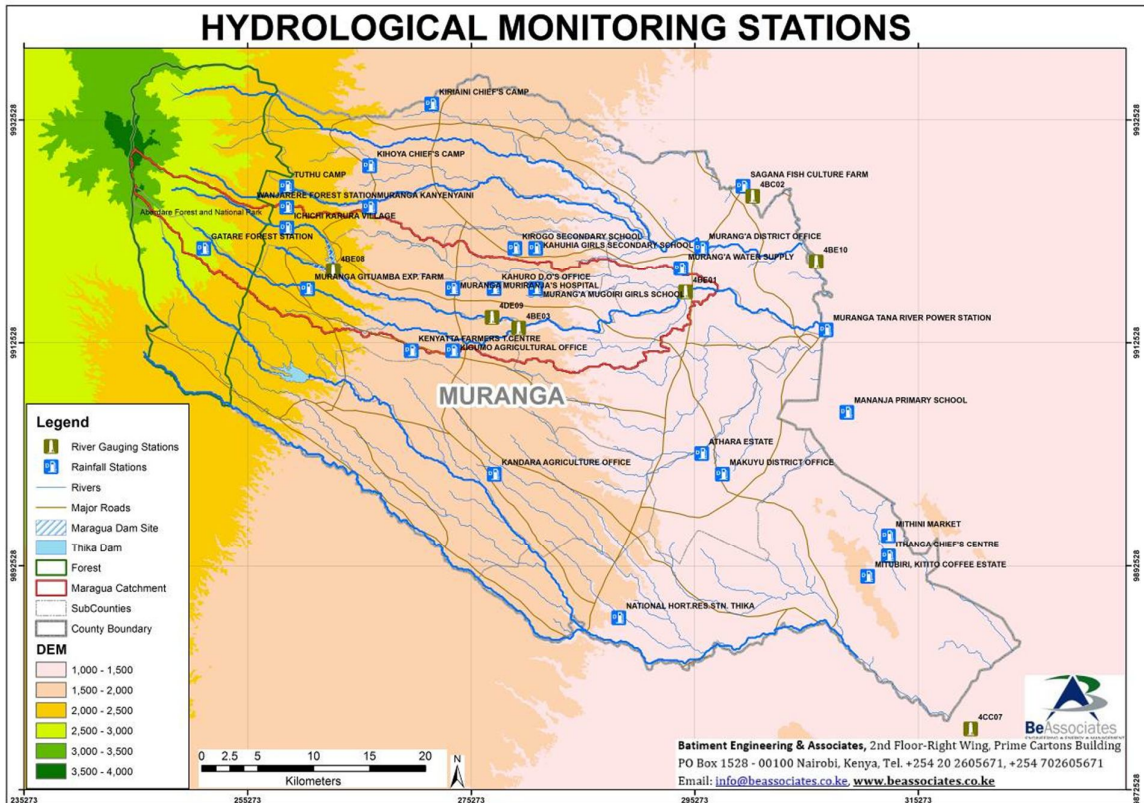 HYDROLOGICAL MONITORING STATIONS
235273
255273
275273
295273
315273
9932528
9932528
9912528
9912528
9892528
9892528
9872528
KIRIAINI CHIEF'S CAMP
KIHOYA CHIEF'S CAMP
TUTHU CAMP
SAGANA FISH CULTURE FARM
4BC02
WANJARERE FOREST STATION
MURANGA KANYENYAINI
Aberdare Forest and National Park
ICHICHI KARURA VILLAGE
GATARE FOREST STATION
KIROGO SECONDARY SCHOOL
MURANG'A DISTRICT OFFICE
KAHUHIA GIRLS SECONDARY SCHOOL
MURANG'A WATER SUPPLY
4BE10
4BE08
MURANGA GITUAMBA EXP. FARM
KAHURO D.O'S OFFICE
4BE01
MURANGA MURIRANJA'S HOSPITAL
MURANG'A MUGOIRI GIRLS SCHOOL
4DE09
4BE03
MURANGA TANA RIVER POWER STATION
KENYATTA FARMERS T.CENTRE
KIGUMO AGRICULTURAL OFFICE
MURANGA
MANANJA PRIMARY SCHOOL
ATHARA ESTATE
KANDARA AGRICULTURE OFFICE
MAKUYU DISTRICT OFFICE
MITHINI MARKET
ITHANGA CHIEF'S CENTRE
MITUBIRI, KITITO COFFEE ESTATE
NATIONAL HORT.RES STN. THIKA
4CC07
Legend
River Gauging Stations
Rainfall Stations
Rivers
Major Roads
Maragua Dam Site
Thika Dam
Forest
Maragua Catchment
SubCounties
County Boundary
DEM
1,000 - 1,500
1,500 - 2,000
2,000 - 2,500
2,500 - 3,000
3,000 - 3,500
3,500 - 4,000
0 2.5 5 10 15 20
Kilometers
N
BeAssociates
ENGINEERING & ENERGY & MANAGEMENT
Batiment Engineering & Associates, 2nd Floor-Right Wing, Prime Cartons Building
PO Box 1528 - 00100 Nairobi, Kenya, Tel. +254 20 2605671, +254 702605671
Email: info@beassociates.co.ke, www.beassociates.co.ke